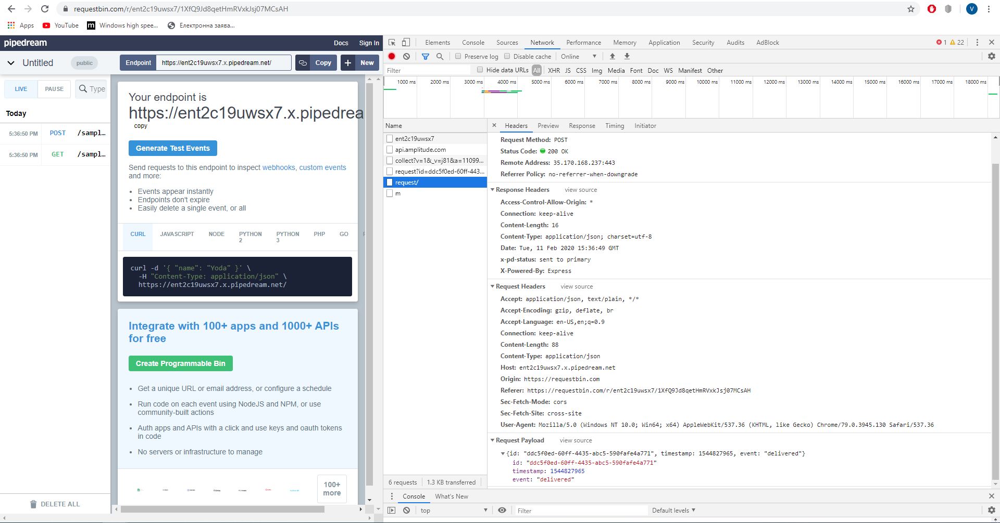 requestbin.com/r/ent2c19uwsx7/1XfQ9Jd8qetHmRVxkJsj07MCsAH
V
Apps YouTube m Windows high spee... Електронна заява...
pipedream Docs Sign In
Untitled public Endpoint https://ent2c19uwsx7.x.pipedream.net/ Copy New
LIVE PAUSE Type
Today
5:36:50 PM POST /sampl...
5:36:50 PM GET /sampl...
DELETE ALL
Your endpoint is
https://ent2c19uwsx7.x.pipedrea
copy
Generate Test Events
Send requests to this endpoint to inspect webhooks, custom events
and more:
• Events appear instantly
• Endpoints don't expire
• Easily delete a single event, or all
CURL JAVASCRIPT NODE PYTHON 2 PYTHON 3 PHP GO
curl -d '{ "name": "Yoda" }' \
-H "Content-Type: application/json" \
https://ent2c19uwsx7.x.pipedream.net/
Integrate with 100+ apps and 1000+ APIs
for free
Create Programmable Bin
• Get a unique URL or email address, or configure a schedule
• Run code on each event using NodeJS and NPM, or use
community-built actions
• Auth apps and APIs with a click and use keys and oauth tokens
in code
• No servers or infrastructure to manage
100+
more
Elements Console Sources Network Performance Memory Application Security Audits AdBlock 1 22
Preserve log Disable cache Online
Filter Hide data URLs All XHR JS CSS Img Media Font Doc WS Manifest Other
1000 ms 2000 ms 3000 ms 4000 ms 5000 ms 6000 ms 7000 ms 8000 ms 9000 ms 10000 ms 11000 ms 12000 ms 13000 ms 14000 ms 15000 ms 16000 ms 17000 ms 18000 ms
Name
ent2c19uwsx7
api.amplitude.com
collect?v=1&_v=j81&a=11099...
request?id=ddc5f0ed-60ff-443...
request/
m
6 requests 1.3 KB transferred
Headers Preview Response Timing Initiator
Request Method: POST
Status Code: 200 OK
Remote Address: 35.170.168.237:443
Referrer Policy: no-referrer-when-downgrade
Response Headers view source
Access-Control-Allow-Origin: *
Connection: keep-alive
Content-Length: 16
Content-Type: application/json; charset=utf-8
Date: Tue, 11 Feb 2020 15:36:49 GMT
x-pd-status: sent to primary
X-Powered-By: Express
Request Headers view source
Accept: application/json, text/plain, */*
Accept-Encoding: gzip, deflate, br
Accept-Language: en-US,en;q=0.9
Connection: keep-alive
Content-Length: 88
Content-Type: application/json
Host: ent2c19uwsx7.x.pipedream.net
Origin: https://requestbin.com
Referer: https://requestbin.com/r/ent2c19uwsx7/1XfQ9Jd8qetHmRVxkJsj07MCsAH
Sec-Fetch-Mode: cors
Sec-Fetch-Site: cross-site
User-Agent: Mozilla/5.0 (Windows NT 10.0; Win64; x64) AppleWebKit/537.36 (KHTML, like Gecko) Chrome/79.0.3945.130 Safari/537.36
Request Payload view source
{id: "ddc5f0ed-60ff-4435-abc5-590fafe4a771", timestamp: 1544827965, event: "delivered"}
id: "ddc5f0ed-60ff-4435-abc5-590fafe4a771"
timestamp: 1544827965
event: "delivered"
Console What's New
top Filter Default levels